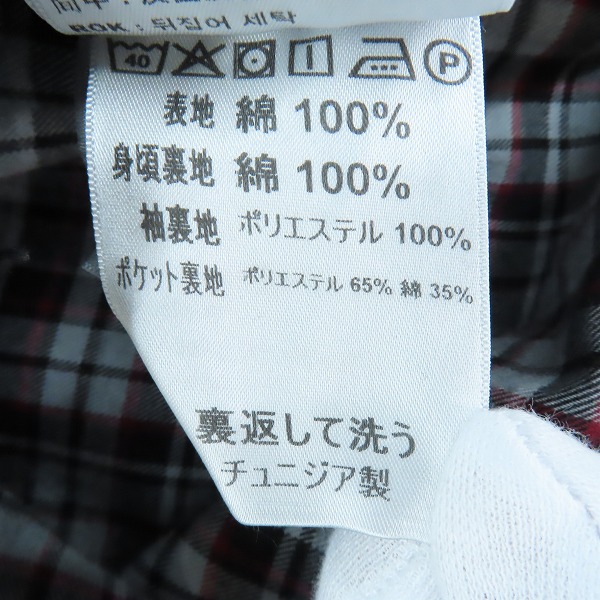 ROK : 뒤집어 세탁
40 P
表地 綿 100%
身頃裏地 綿 100%
袖裏地 ポリエステル 100%
ポケット裏地 ポリエステル 65% 綿 35%
裏返して洗う
チュニジア製